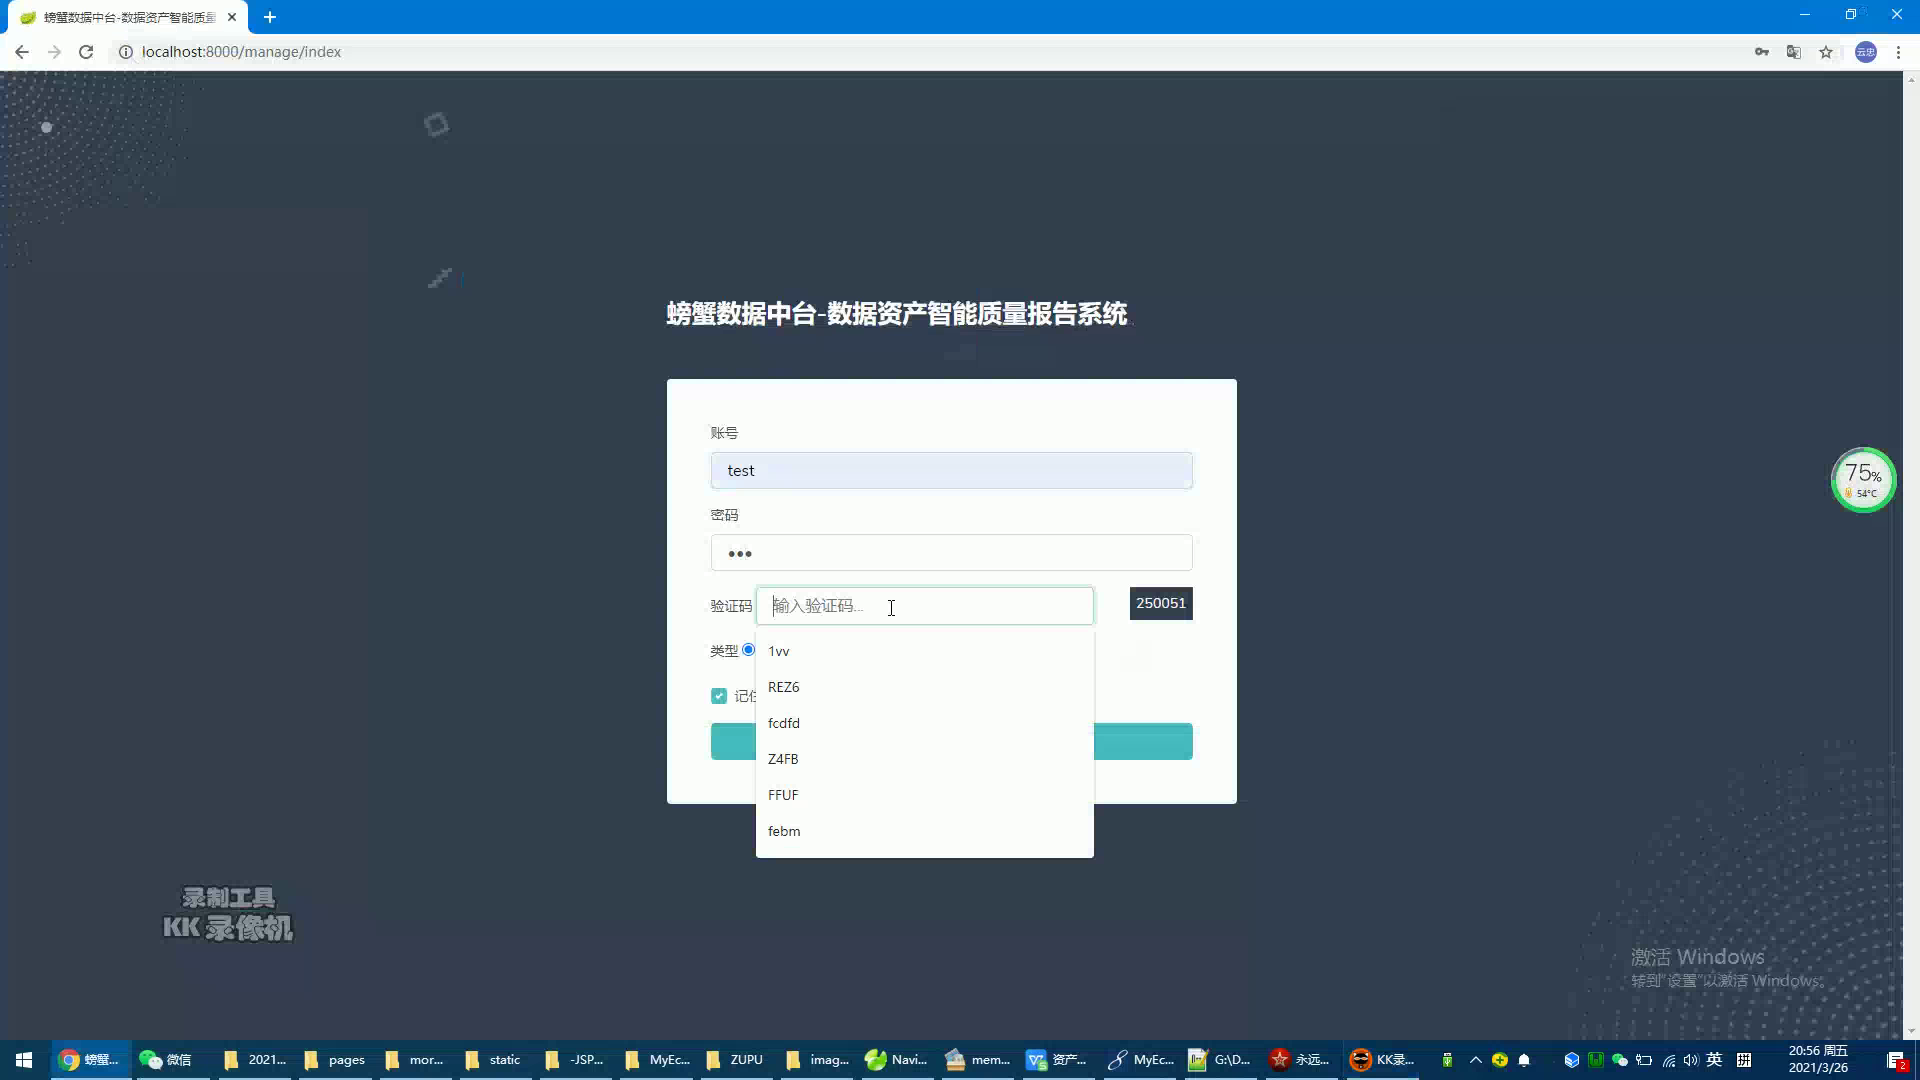 螃蟹数据中台-数据资产智能质量
localhost:8000/manage/index
云忠
螃蟹数据中台-数据资产智能质量报告系统
账号
test
密码
验证码
输入验证码...
250051
类型
1vv
REZ6
记住
fcdfd
Z4FB
FFUF
febm
75%
54°C
录制工具
KK 录像机
激活 Windows
转到"设置"以激活 Windows。
螃蟹...
微信
2021...
pages
mor...
static
-JSP...
MyEc...
ZUPU
imag...
Navi...
mem...
资产...
MyEc...
G:\D...
永远...
KK录...
英
拼
20:56 周五
2021/3/26
2